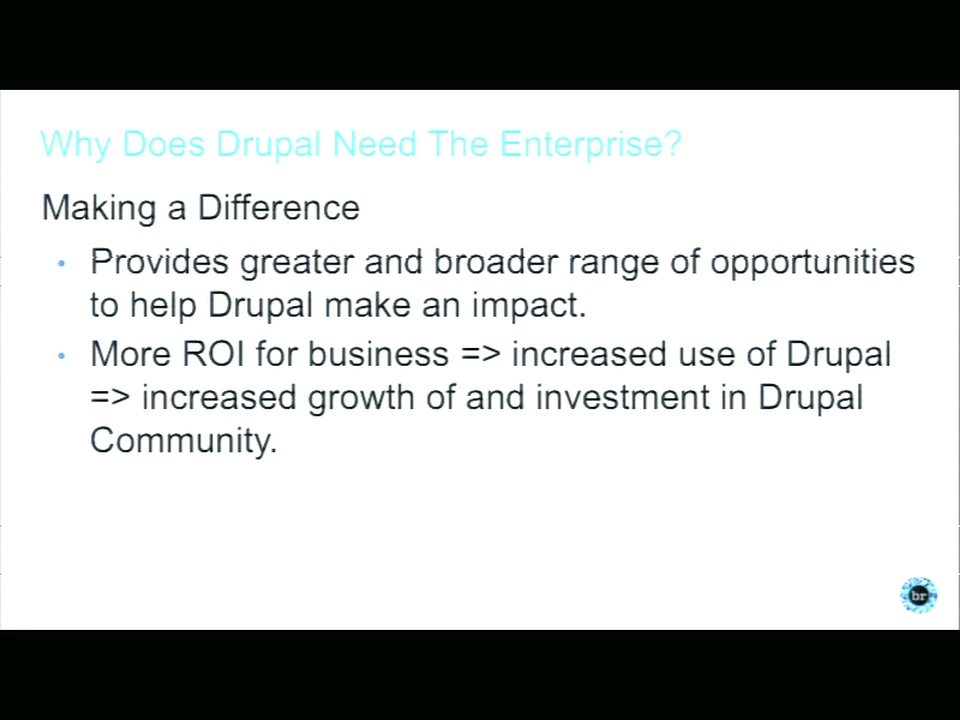 Why Does Drupal Need The Enterprise?
Making a Difference
• Provides greater and broader range of opportunities
to help Drupal make an impact.
• More ROI for business => increased use of Drupal
=> increased growth of and investment in Drupal
Community.
br